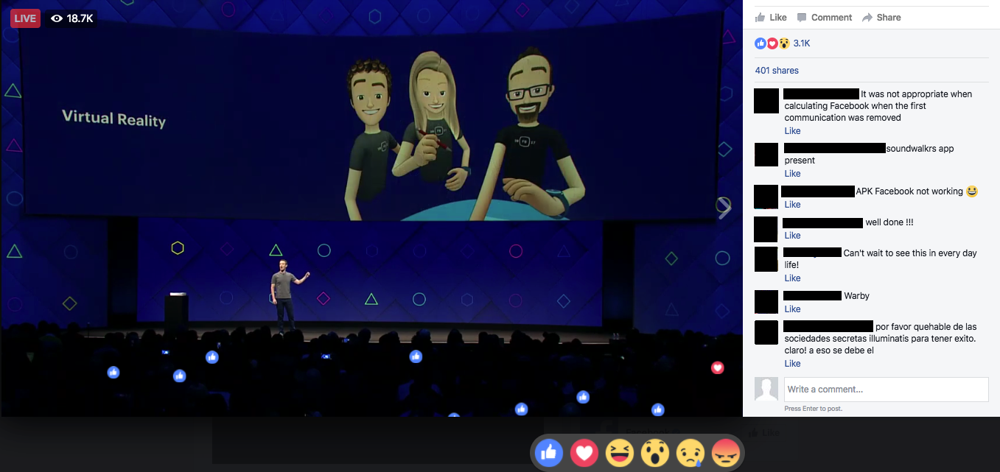 LIVE 18.7K
Virtual Reality
Like Comment Share
3.1K
401 shares
It was not appropriate when
calculating Facebook when the first
communication was removed
Like
soundwalkrs app
present
Like
APK Facebook not working
Like
well done !!!
Like
Can't wait to see this in every day
life!
Like
Warby
Like
por favor quehable de las
sociedades secretas illuminatis para tener exito.
claro! a eso se debe el
Like
Write a comment...
Press Enter to post.
Facebook
Like